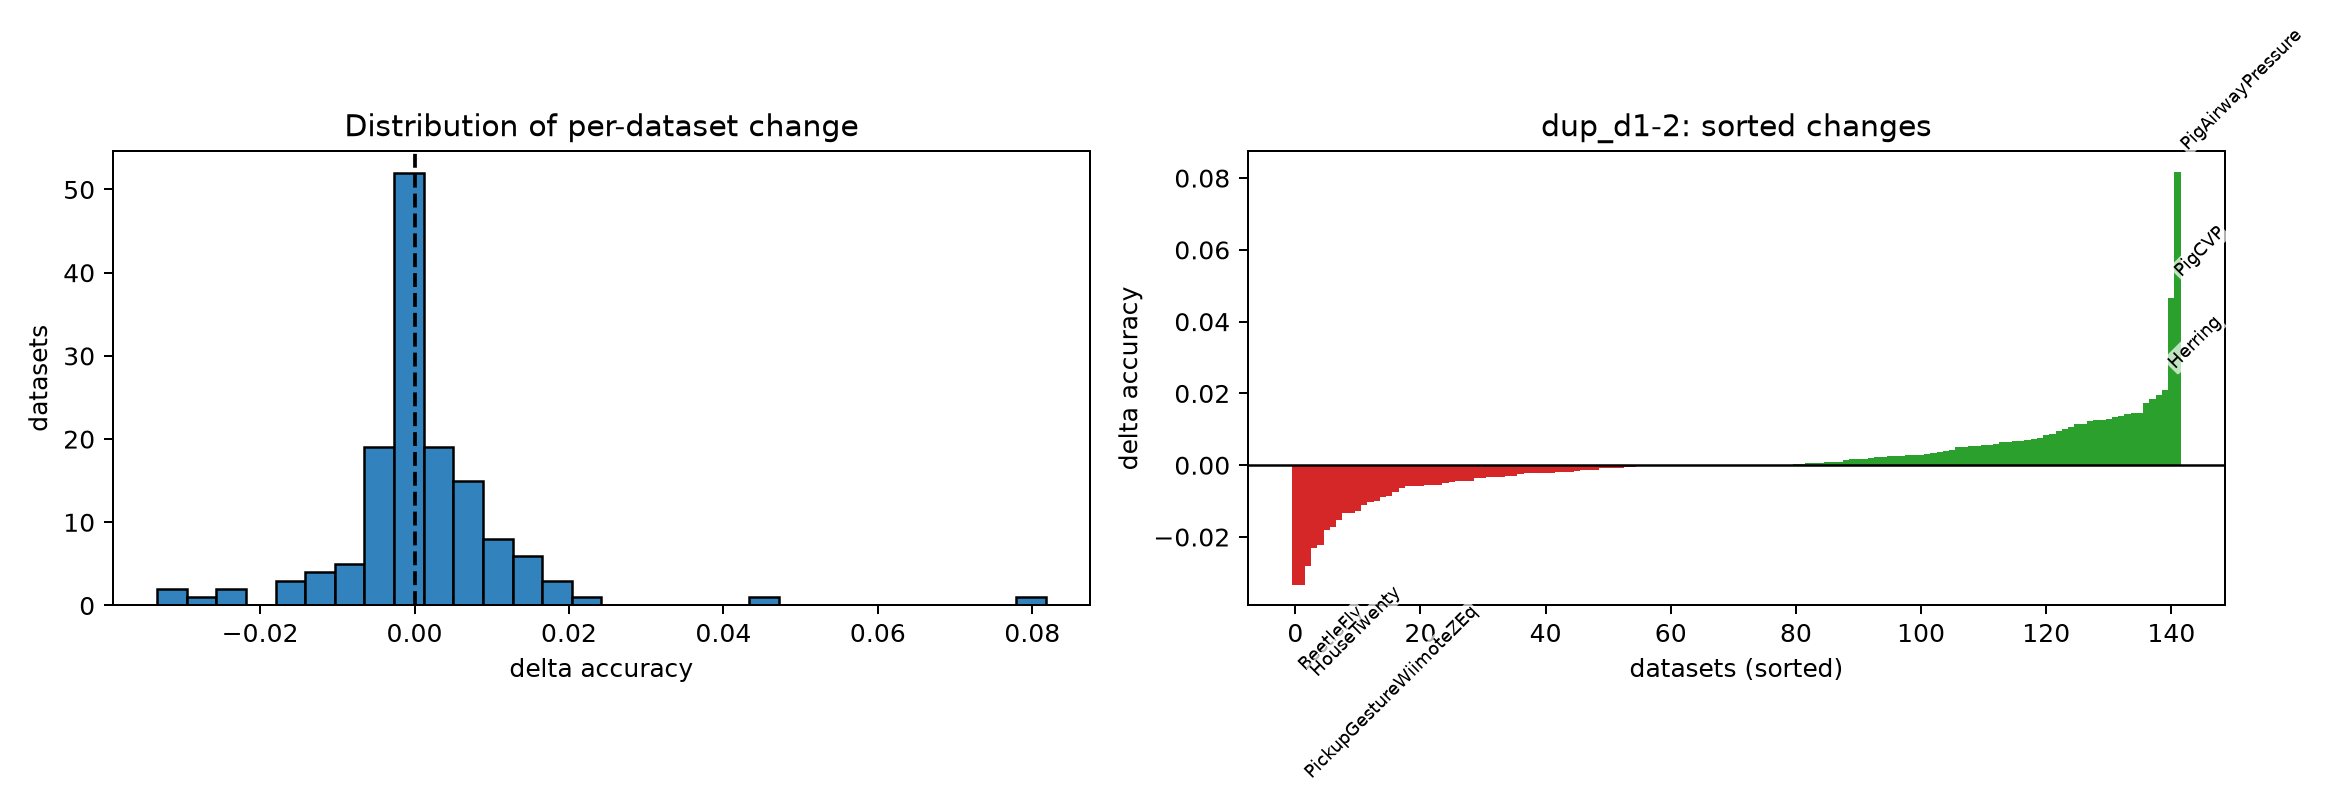 Distribution of per-dataset change
datasets
50
40
30
20
10
0
−0.02
0.00
0.02
0.04
0.06
0.08
delta accuracy
dup_d1-2: sorted changes
delta accuracy
0.08
0.06
0.04
0.02
0.00
−0.02
PigAirwayPressure
PigCVP
Herring
BeetleFly
HouseTwenty
PickupGestureWiimoteZEq
0
20
40
60
80
100
120
140
datasets (sorted)